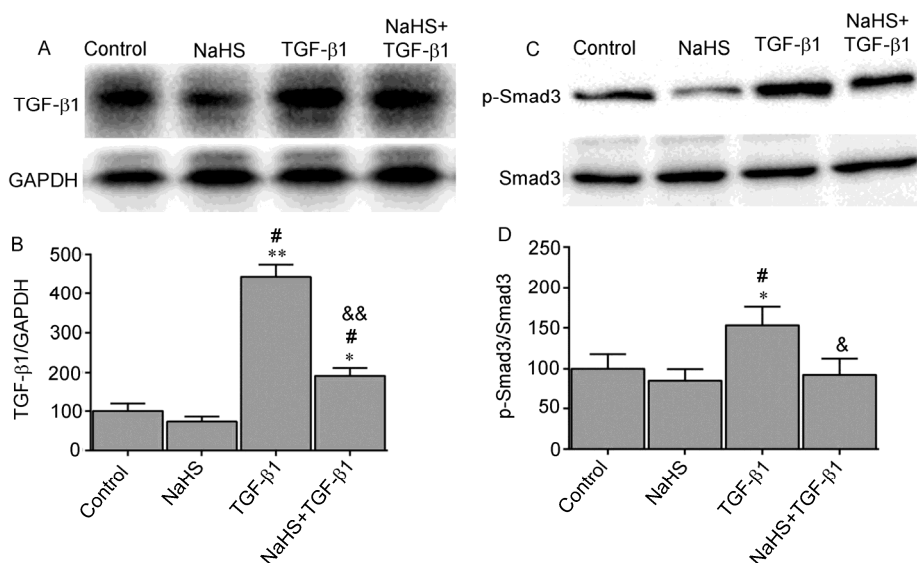 A
Control
NaHS
TGF-β1
NaHS+
TGF-β1
TGF-β1
GAPDH
C
Control
NaHS
TGF-β1
NaHS+
TGF-β1
p-Smad3
Smad3
B
TGF-β1/GAPDH
500
400
300
200
100
0
#
**
&&
#
*
Control
NaHS
TGF-β1
NaHS+TGF-β1
D
p-Smad3/Smad3
250
200
150
100
50
0
#
*
&
Control
NaHS
TGF-β1
NaHS+TGF-β1